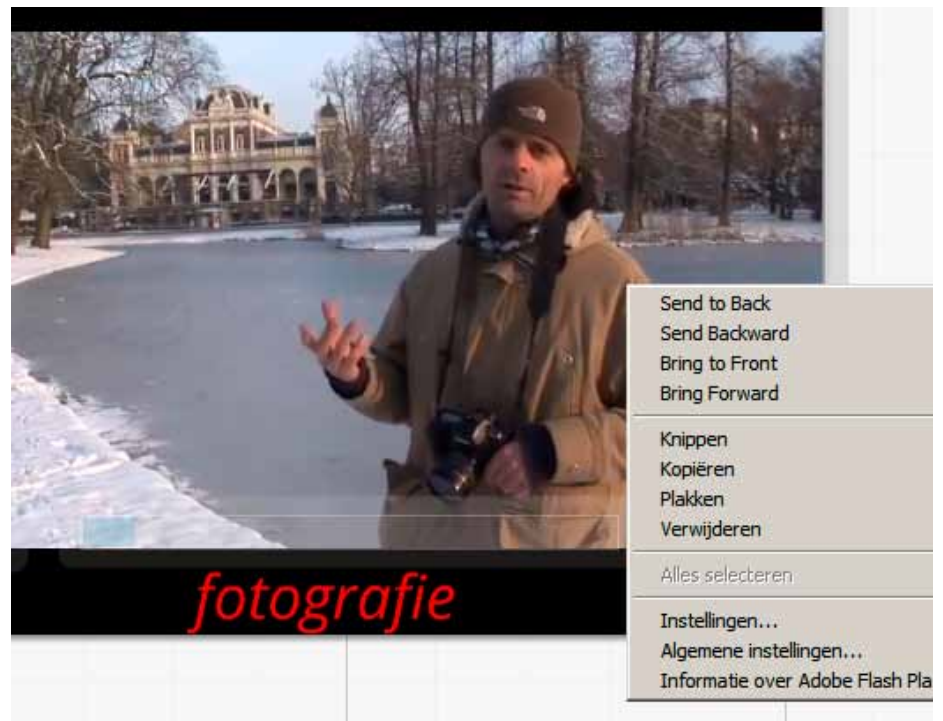 Send to Back
Send Backward
Bring to Front
Bring Forward
Knippen
Kopiëren
Plakken
Verwijderen
Alles selecteren
Instellingen...
Algemene instellingen...
Informatie over Adobe Flash Pla
fotografie